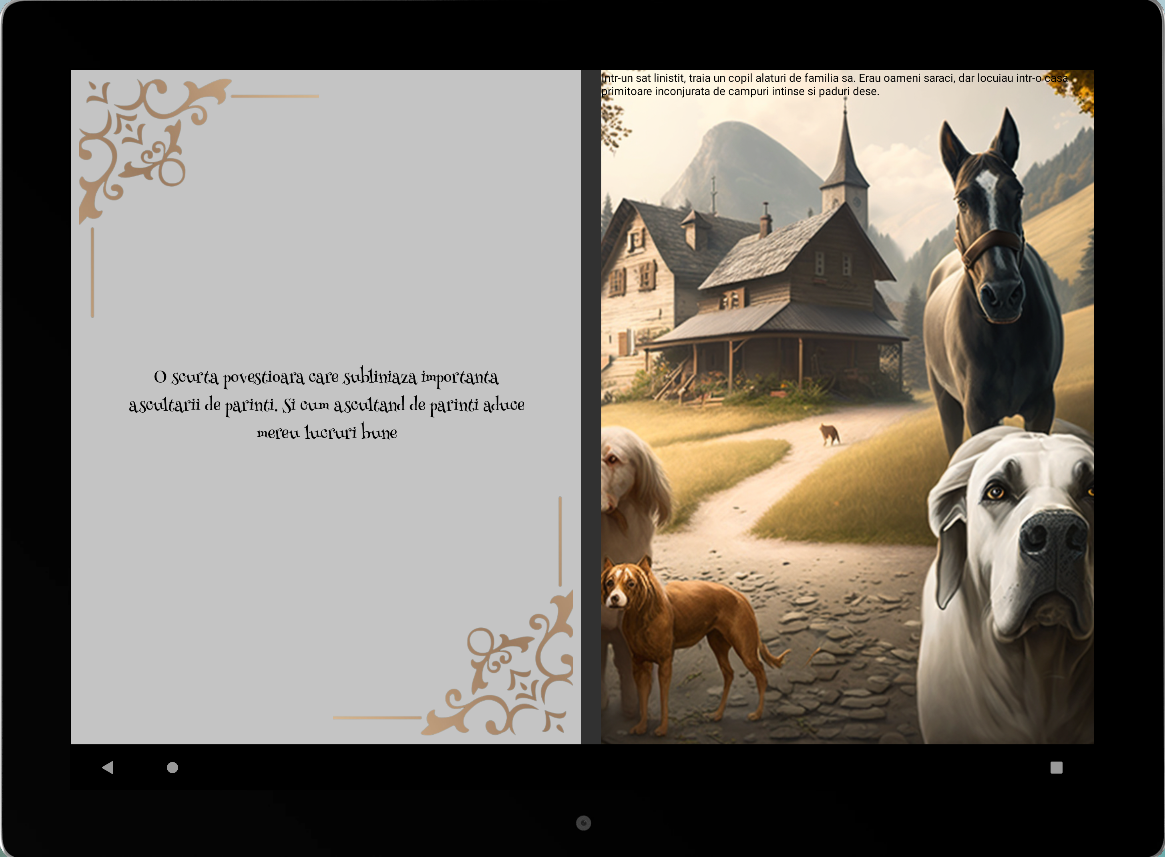 O scurta povestioara care subliniaza importanta
ascultarii de parinti. Si cum ascultand de parinti aduce
mereu lucruri bune
Intr-un sat linistit, traia un copil alaturi de familia sa. Erau oameni saraci, dar locuiau intr-o casa
primitoare inconjurata de campuri intinse si paduri dese.